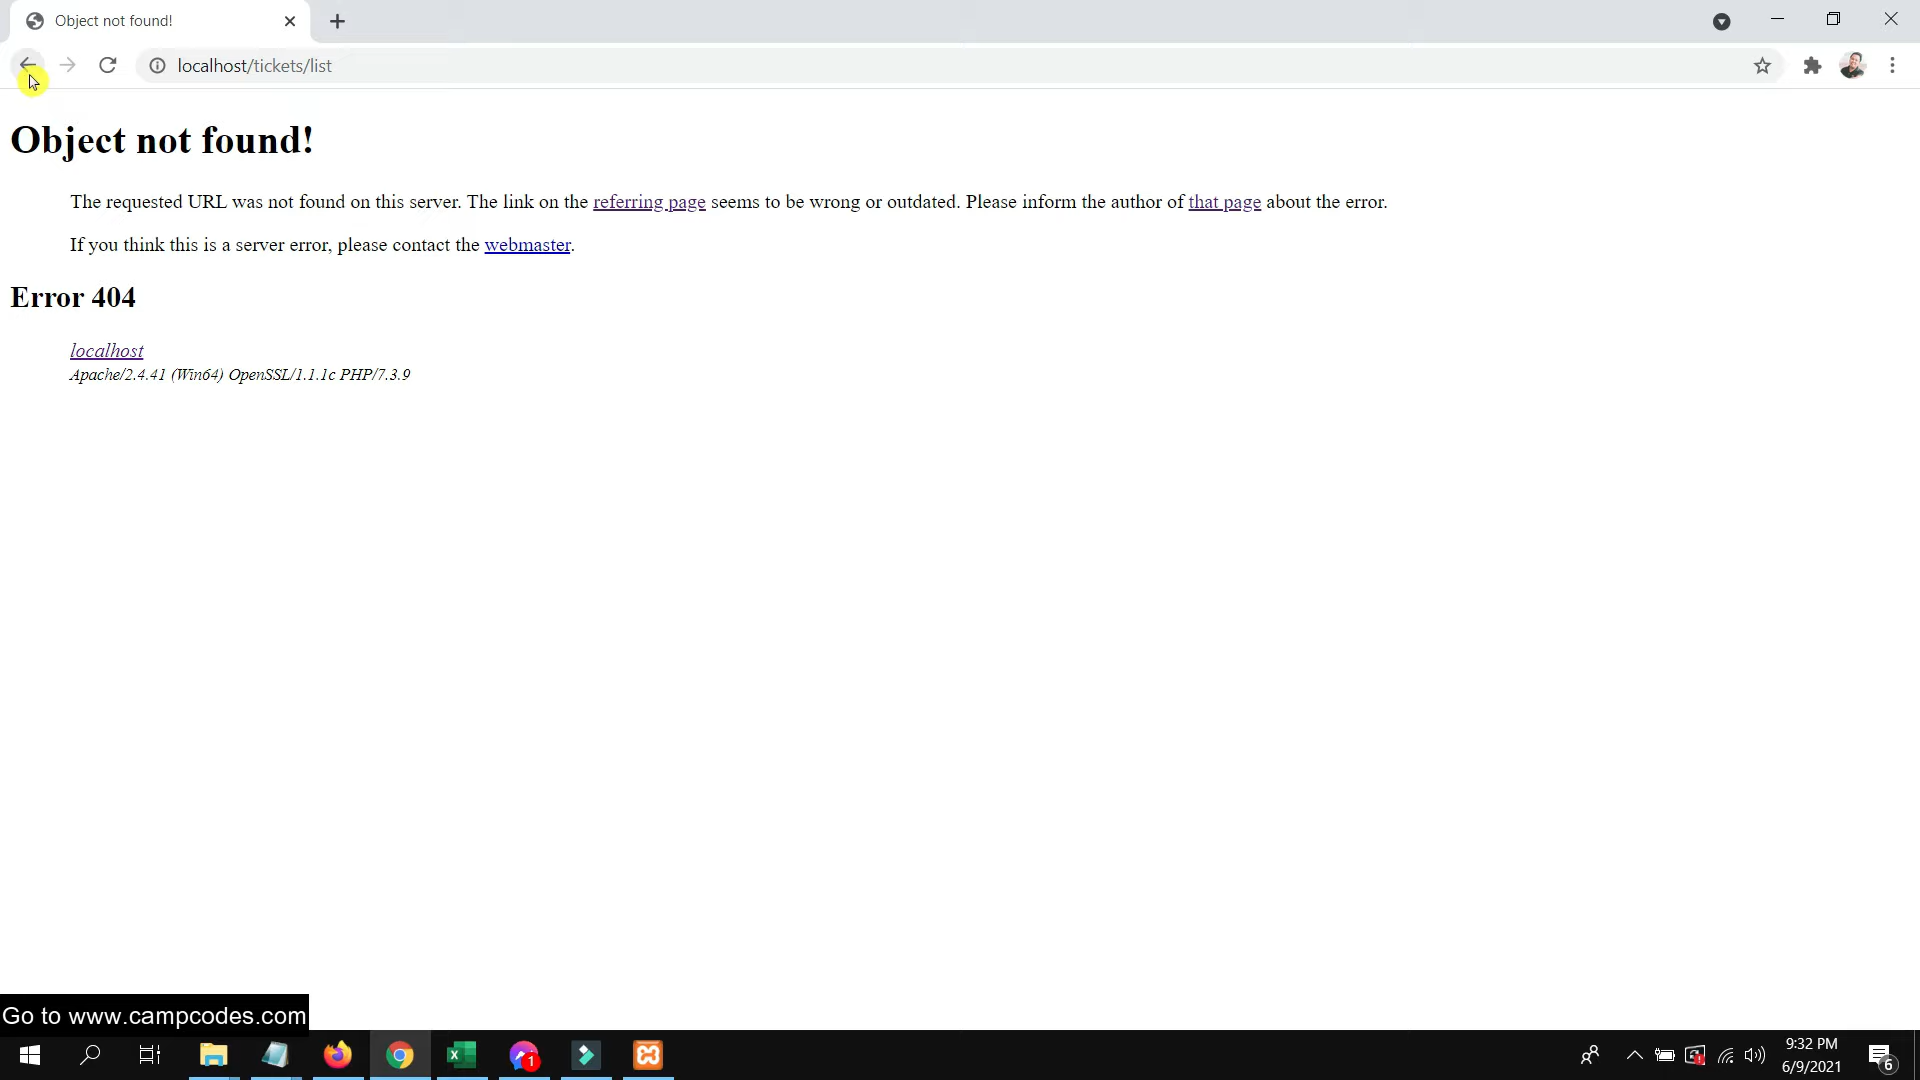 Object not found!
localhost/tickets/list
Object not found!
The requested URL was not found on this server. The link on the referring page seems to be wrong or outdated. Please inform the author of that page about the error.
If you think this is a server error, please contact the webmaster.
Error 404
localhost
Apache/2.4.41 (Win64) OpenSSL/1.1.1c PHP/7.3.9
Go to www.campcodes.com
1
9:32 PM
6/9/2021
6